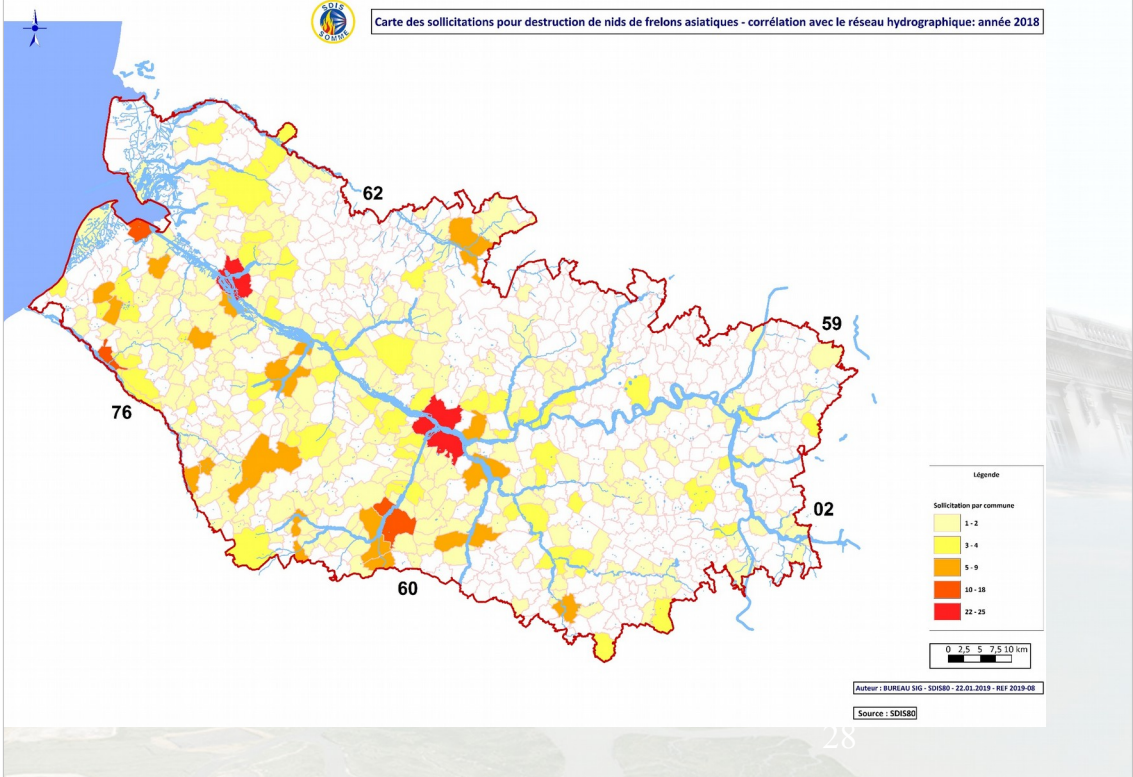 SDIS
SOMME
Carte des sollicitations pour destruction de nids de frelons asiatiques - corrélation avec le réseau hydrographique: année 2018
62
59
76
02
60
Légende
Sollicitation par commune
1 - 2
3 - 4
5 - 9
10 - 18
22 - 25
0 2,5 5 7,5 10 km
Auteur : BUREAU SIG - SDIS80 - 22.01.2019 - REF 2019-08
Source : SDIS80
28